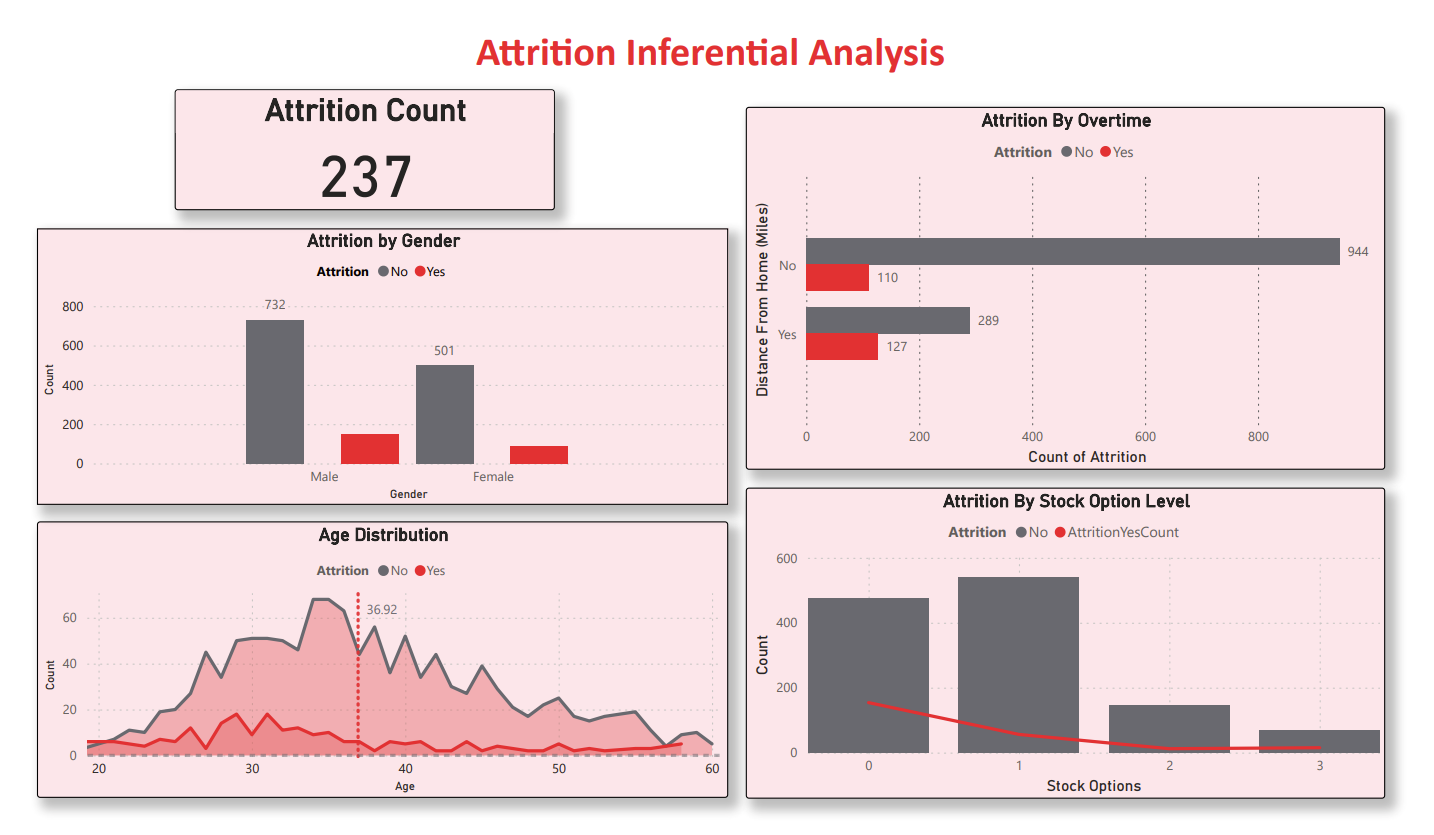 Attrition Inferential Analysis
Attrition Count
237
Attrition by Gender
Attrition No Yes
800
600
400
200
0
Count
732
501
Male Female
Gender
Age Distribution
Attrition No Yes
60
40
20
0
Count
36.92
20 30 40 50 60
Age
Attrition By Overtime
Attrition No Yes
Distance From Home (Miles)
No
944
110
Yes
289
127
0 200 400 600 800
Count of Attrition
Attrition By Stock Option Level
Attrition No AttritionYesCount
600
400
200
0
Count
0 1 2 3
Stock Options